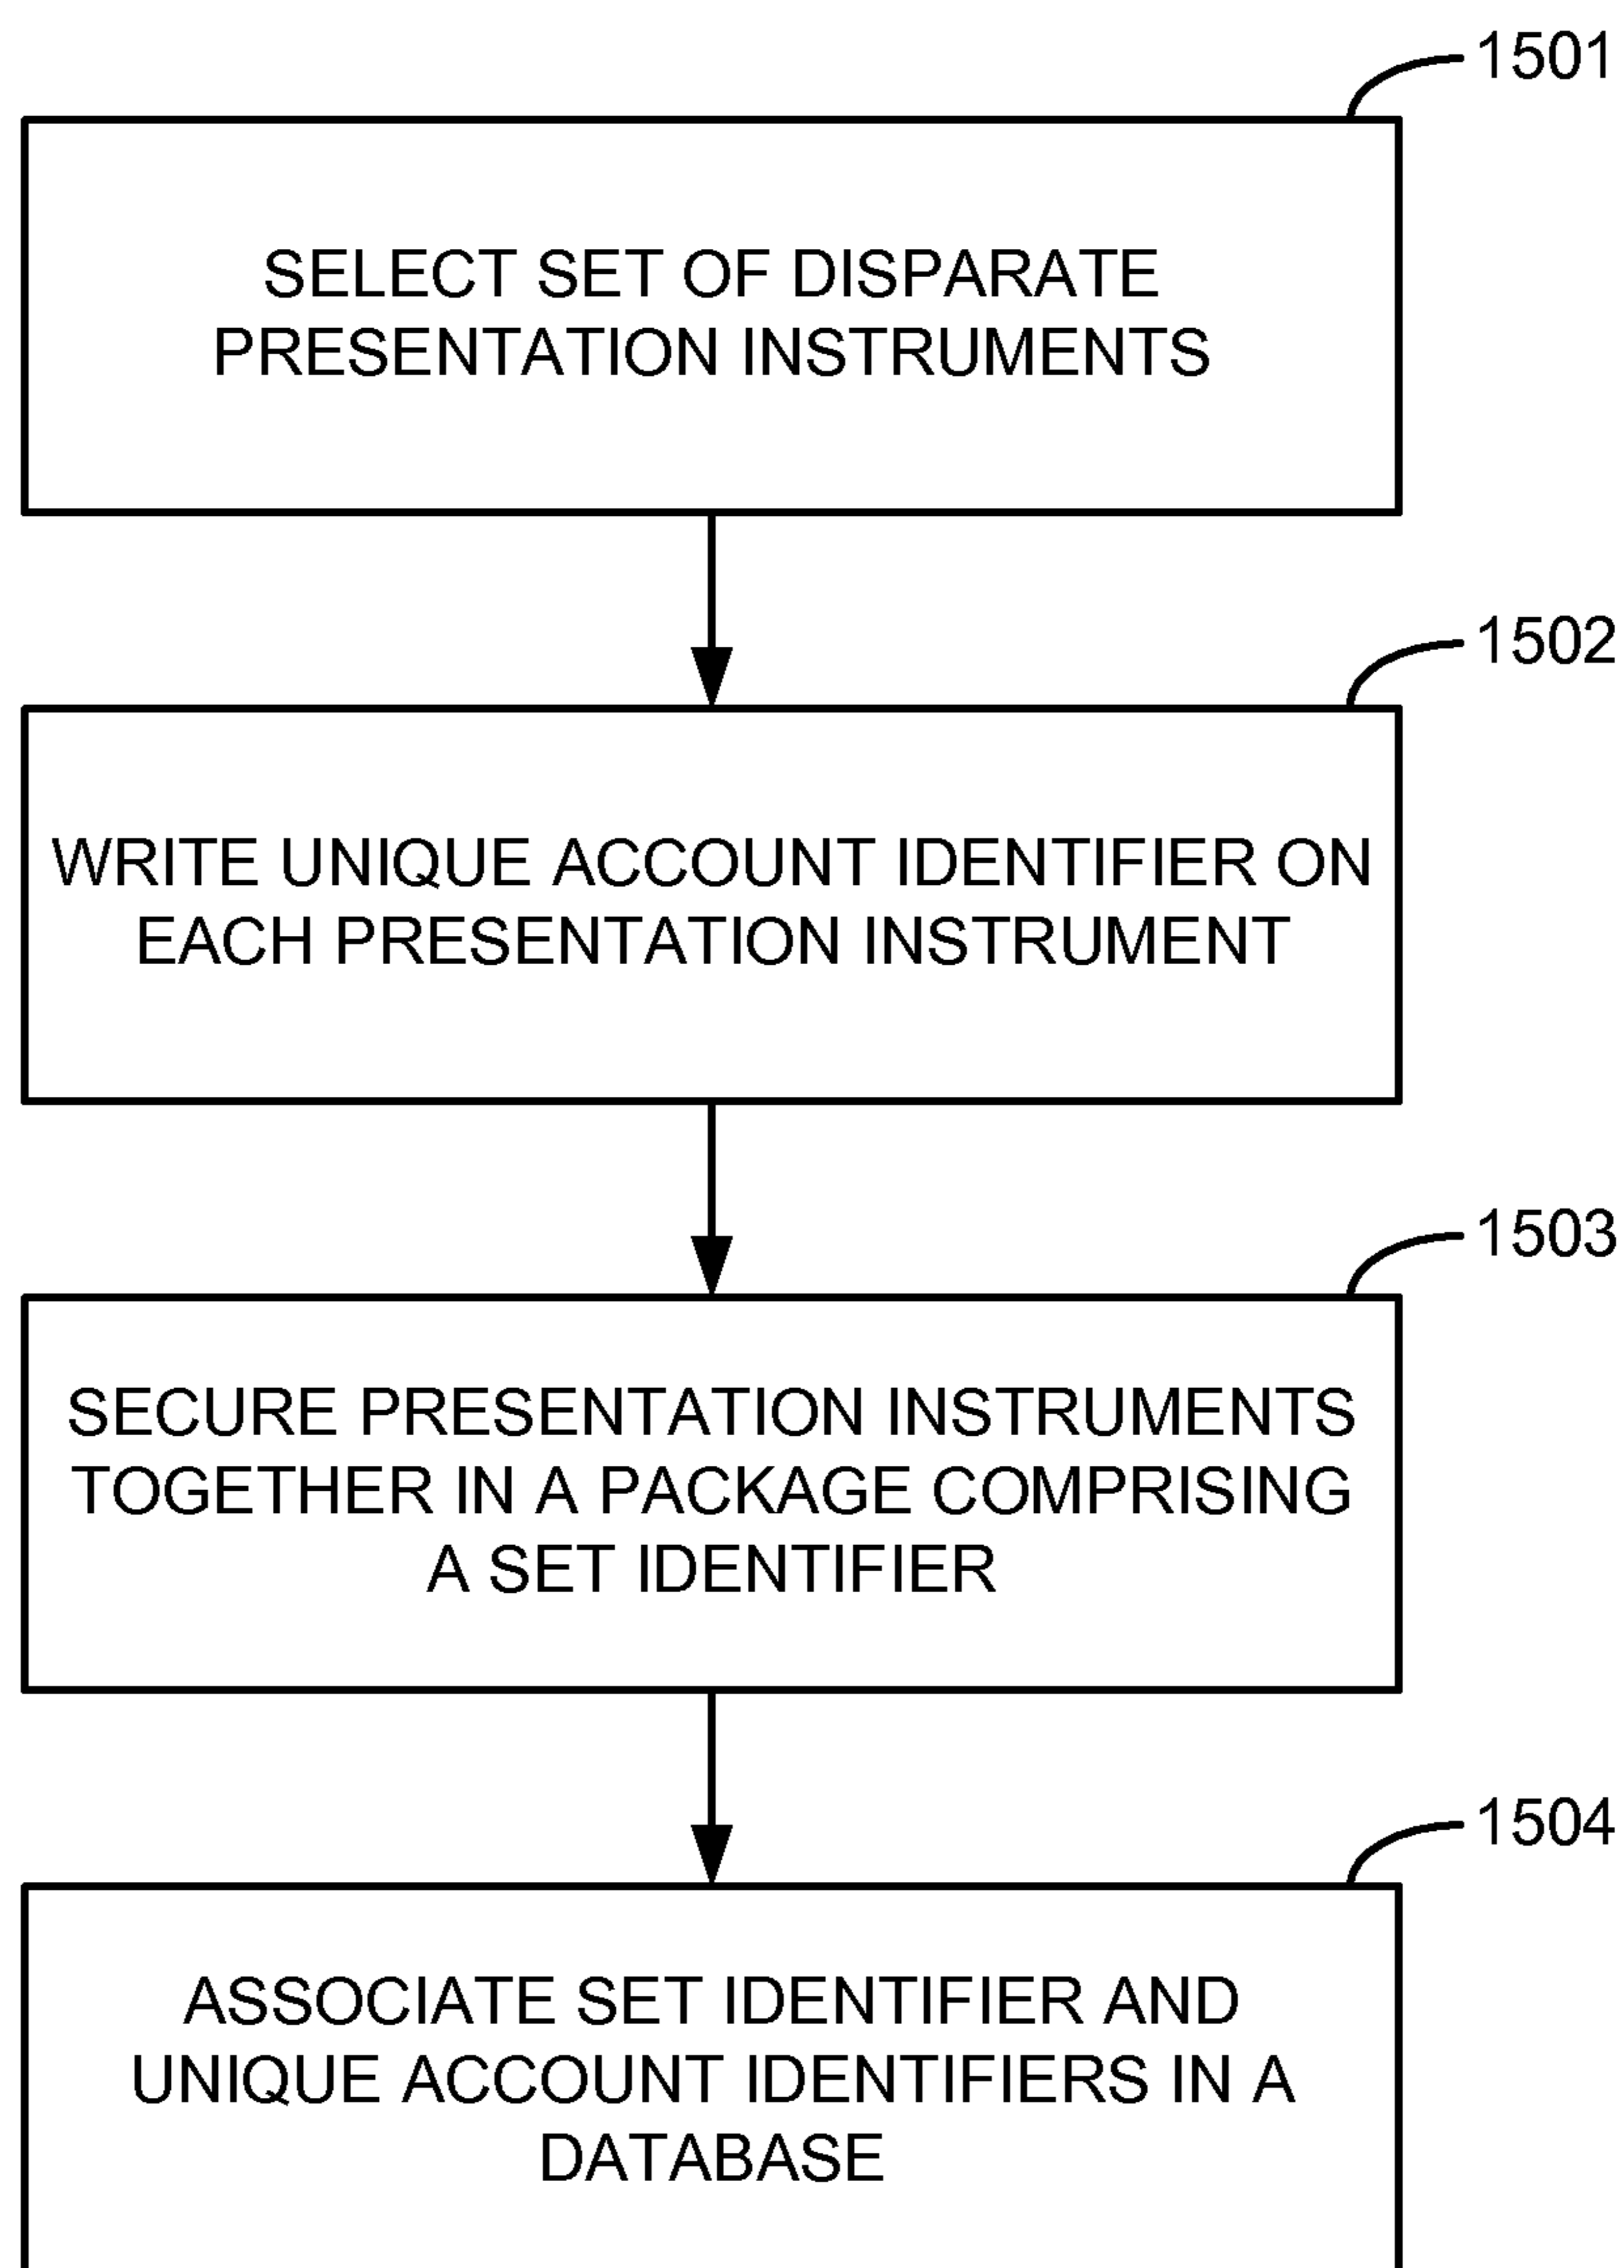 1501
SELECT SET OF DISPARATE
PRESENTATION INSTRUMENTS
1502
WRITE UNIQUE ACCOUNT IDENTIFIER ON
EACH PRESENTATION INSTRUMENT
1503
SECURE PRESENTATION INSTRUMENTS
TOGETHER IN A PACKAGE COMPRISING
A SET IDENTIFIER
1504
ASSOCIATE SET IDENTIFIER AND
UNIQUE ACCOUNT IDENTIFIERS IN A
DATABASE